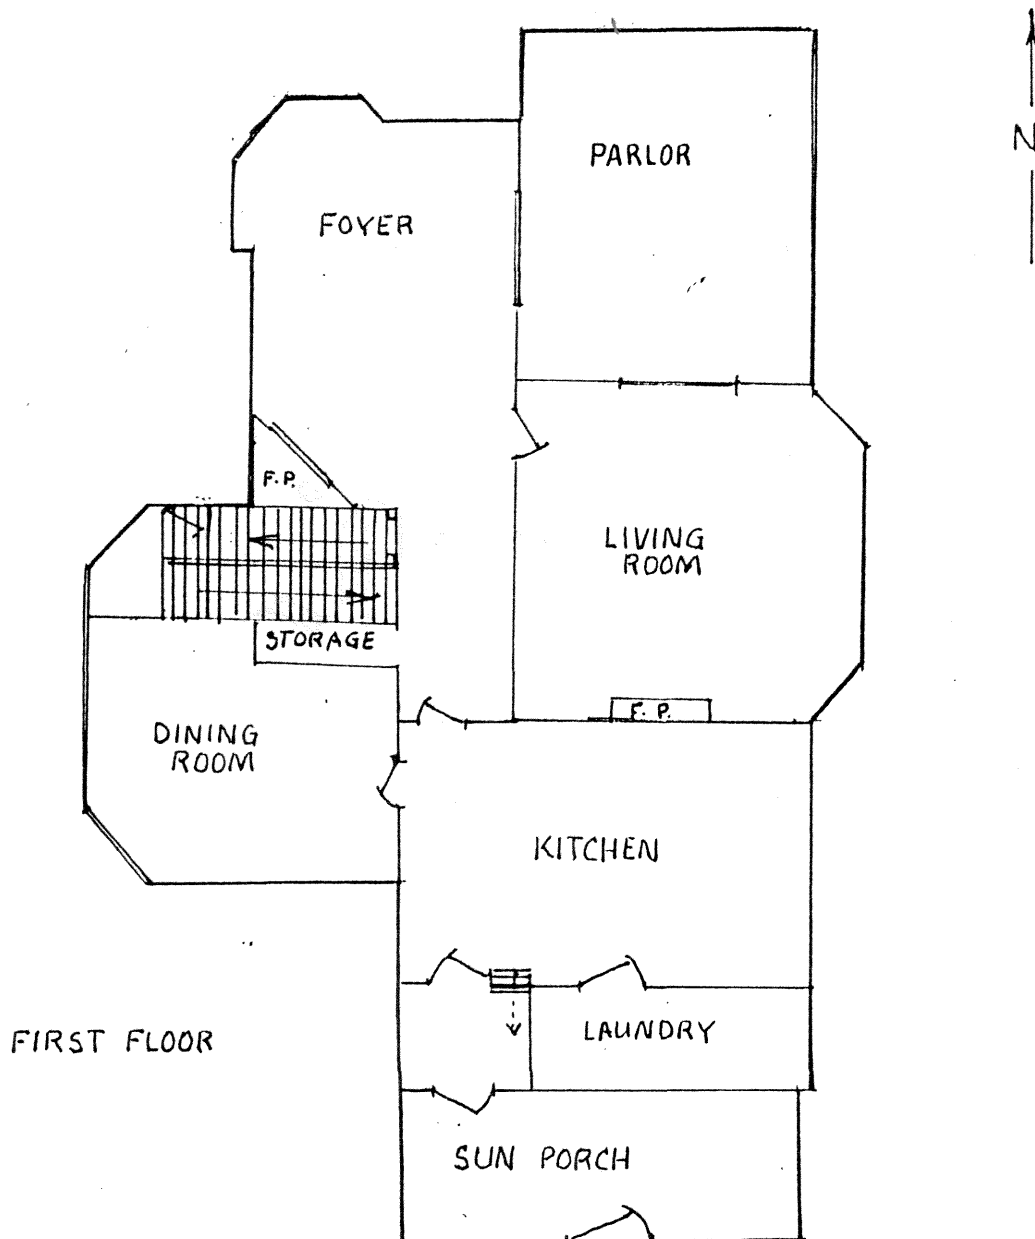 N
PARLOR
FOYER
F.P.
LIVING
ROOM
STORAGE
F. P.
DINING
ROOM
KITCHEN
FIRST FLOOR
LAUNDRY
SUN PORCH